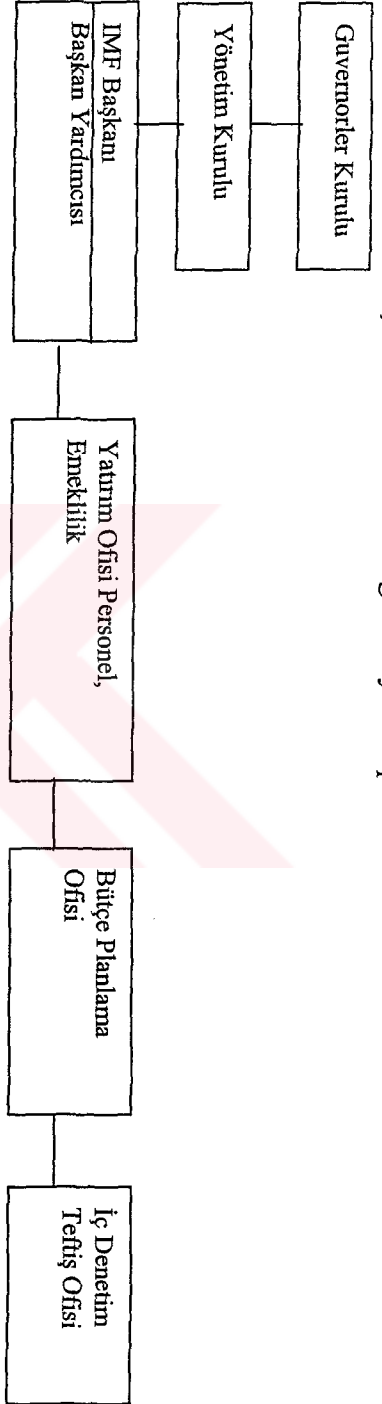 Guvernorler Kurulu
Yönetim Kurulu
IMF Başkanı
Başkan Yardımcısı
Yatırım Ofisi Personel,
Emeklilik
Bütçe Planlama
Ofisi
İç Denetim
Teftiş Ofisi